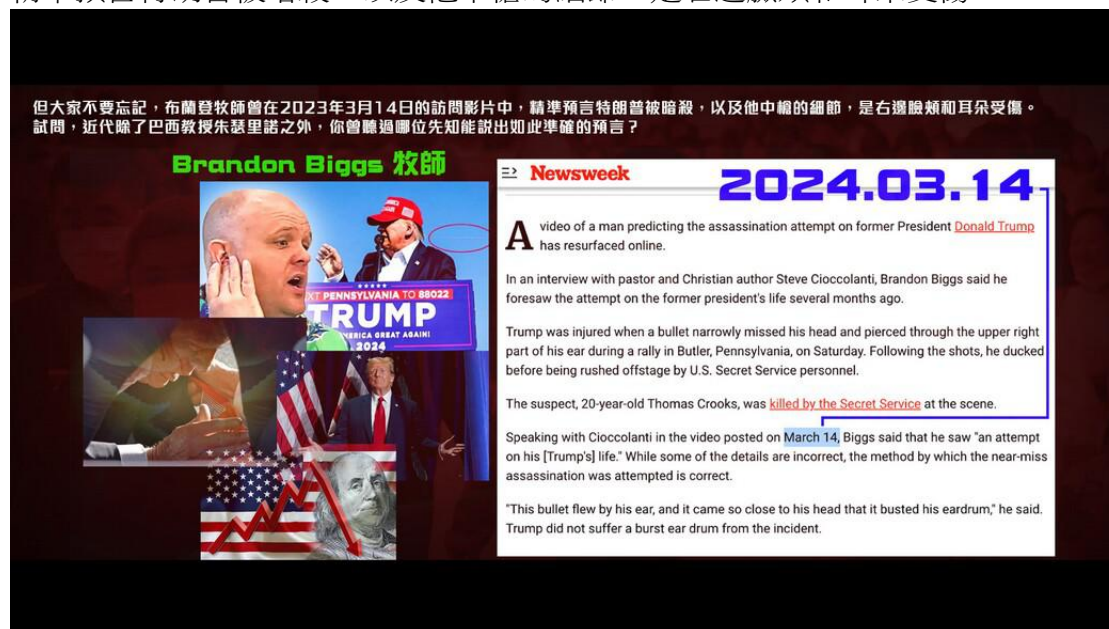 但大家不要忘記，布蘭登牧師曾在2023年3月14日的訪問影片中，精準預言特朗普被暗殺，以及他中槍的細節，是右邊臉頰和耳朵受傷。
試問，近代除了巴西教授朱瑟里諾之外，你曾聽過哪位先知能說出如此準確的預言？
Brandon Biggs 牧師
Newsweek
2024.03.14
A video of a man predicting the assassination attempt on former President Donald Trump
has resurfaced online.
In an interview with pastor and Christian author Steve Cioccolanti, Brandon Biggs said he
foresaw the attempt on the former president's life several months ago.
Trump was injured when a bullet narrowly missed his head and pierced through the upper right
part of his ear during a rally in Butler, Pennsylvania, on Saturday. Following the shots, he ducked
before being rushed offstage by U.S. Secret Service personnel.
The suspect, 20-year-old Thomas Crooks, was killed by the Secret Service at the scene.
Speaking with Cioccolanti in the video posted on March 14, Biggs said that he saw "an attempt
on his [Trump's] life." While some of the details are incorrect, the method by which the near-miss
assassination was attempted is correct.
"This bullet flew by his ear, and it came so close to his head that it busted his eardrum," he said.
Trump did not suffer a burst ear drum from the incident.
XT PENNSYLVANIA TO 88022
TRUMP
MERICA GREAT AGAIN!
2024